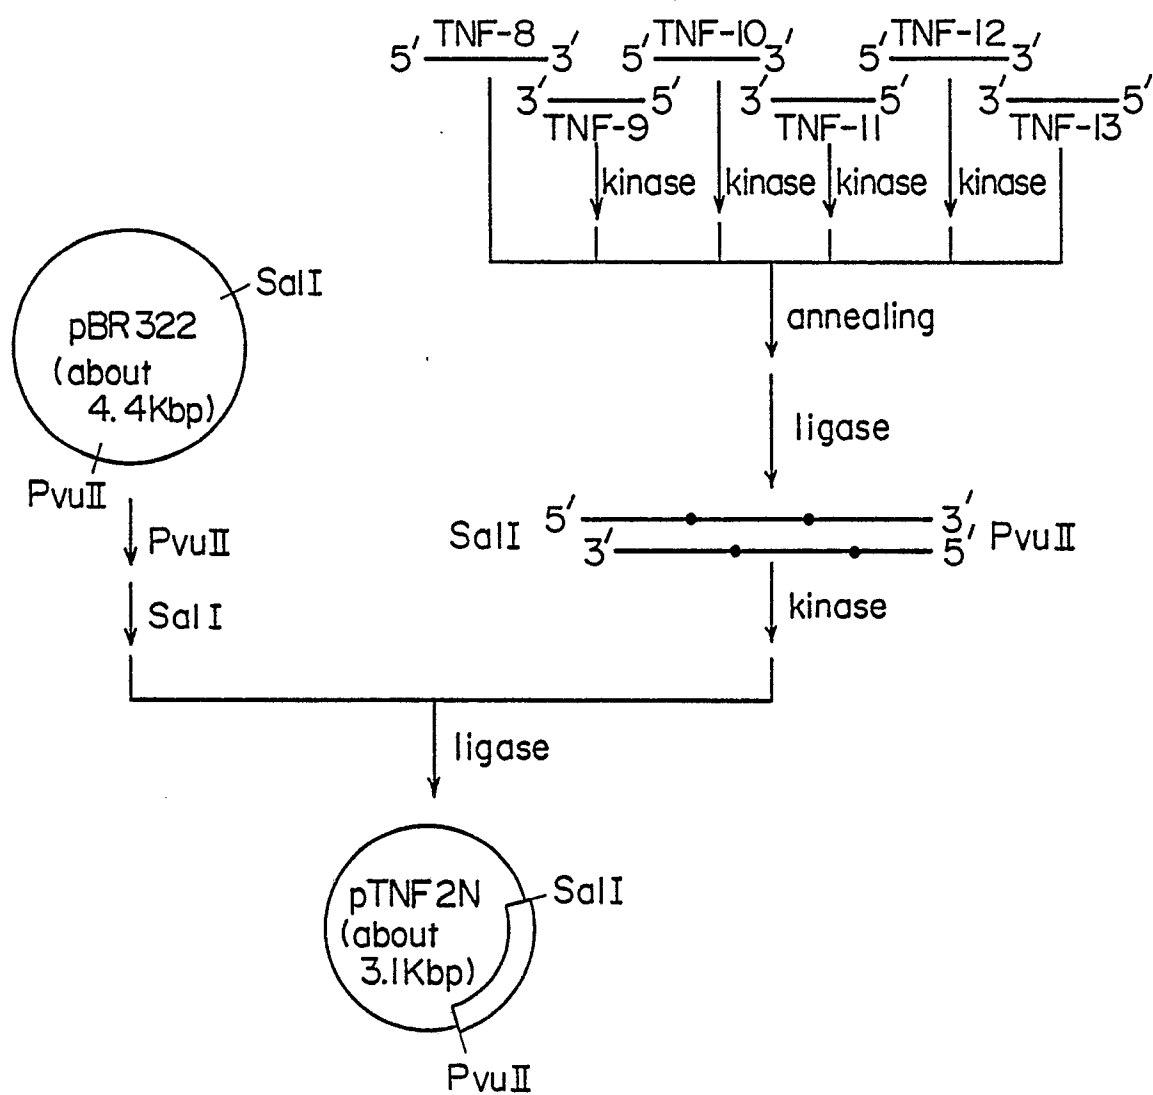 5′ TNF-8 3′ 5′ TNF-10 3′ 5′ TNF-12 3′
3′ 5′ 3′ 5′ 3′ 5′
TNF-9 TNF-11 TNF-13
kinase kinase kinase kinase
SalI
pBR322
(about
4.4Kbp)
PvuII
annealing
ligase
PvuII
SalI
SalI 5′ 3′ PvuII
3′ 5′
kinase
ligase
pTNF2N
(about
3.1Kbp)
SalI
PvuII